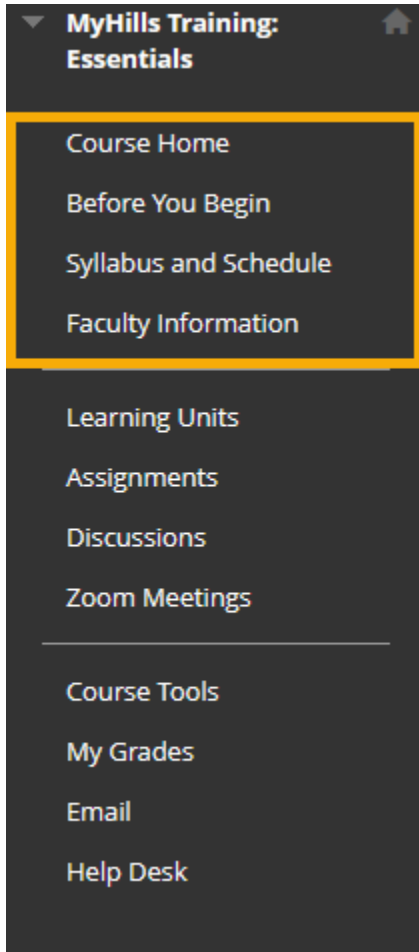 MyHills Training:
Essentials
Course Home
Before You Begin
Syllabus and Schedule
Faculty Information
Learning Units
Assignments
Discussions
Zoom Meetings
Course Tools
My Grades
Email
Help Desk